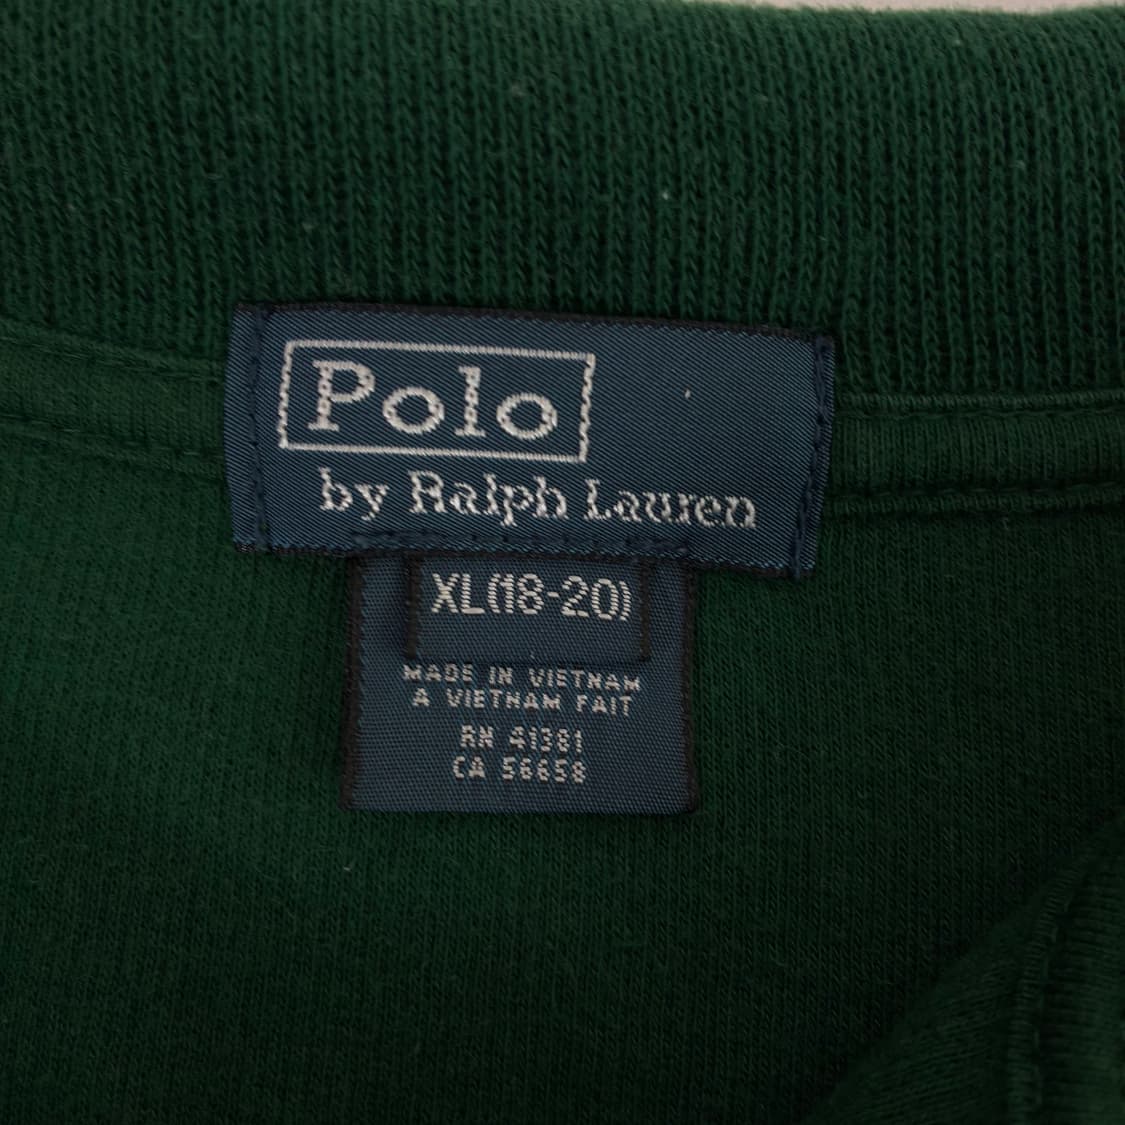 Polo
by Ralph Lauren
XL(18-20)
MADE IN VIETNAM
A VIETNAM FAIT
RN 41381
CA 56658